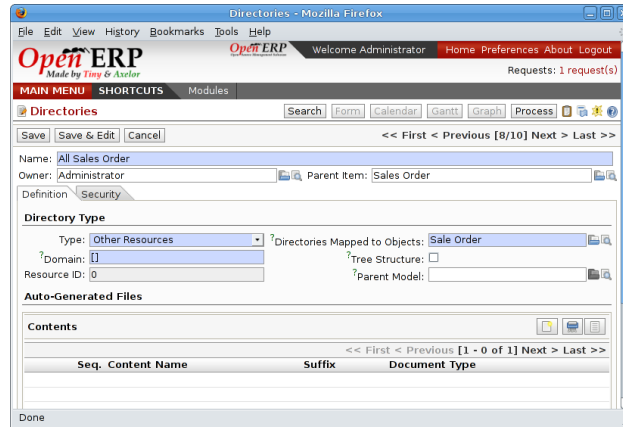 Directories - Mozilla Firefox
File Edit View History Bookmarks Tools Help
Open ERP
Made by Tiny & Axelor
Open ERP Welcome Administrator Home Preferences About Logout
Requests: 1 request(s)
MAIN MENU SHORTCUTS Modules
Directories Search Form Calendar Gantt Graph Process
Save Save & Edit Cancel << First < Previous [8/10] Next > Last >>
Name: All Sales Order
Owner: Administrator Parent Item: Sales Order
Definition Security
Directory Type
Type: Other Resources ?Directories Mapped to Objects: Sale Order
?Domain: [] ?Tree Structure:
Resource ID: 0 ?Parent Model:
Auto-Generated Files
Contents
<< First < Previous [1 - 0 of 1] Next > Last >>
Seq. Content Name Suffix Document Type
Done